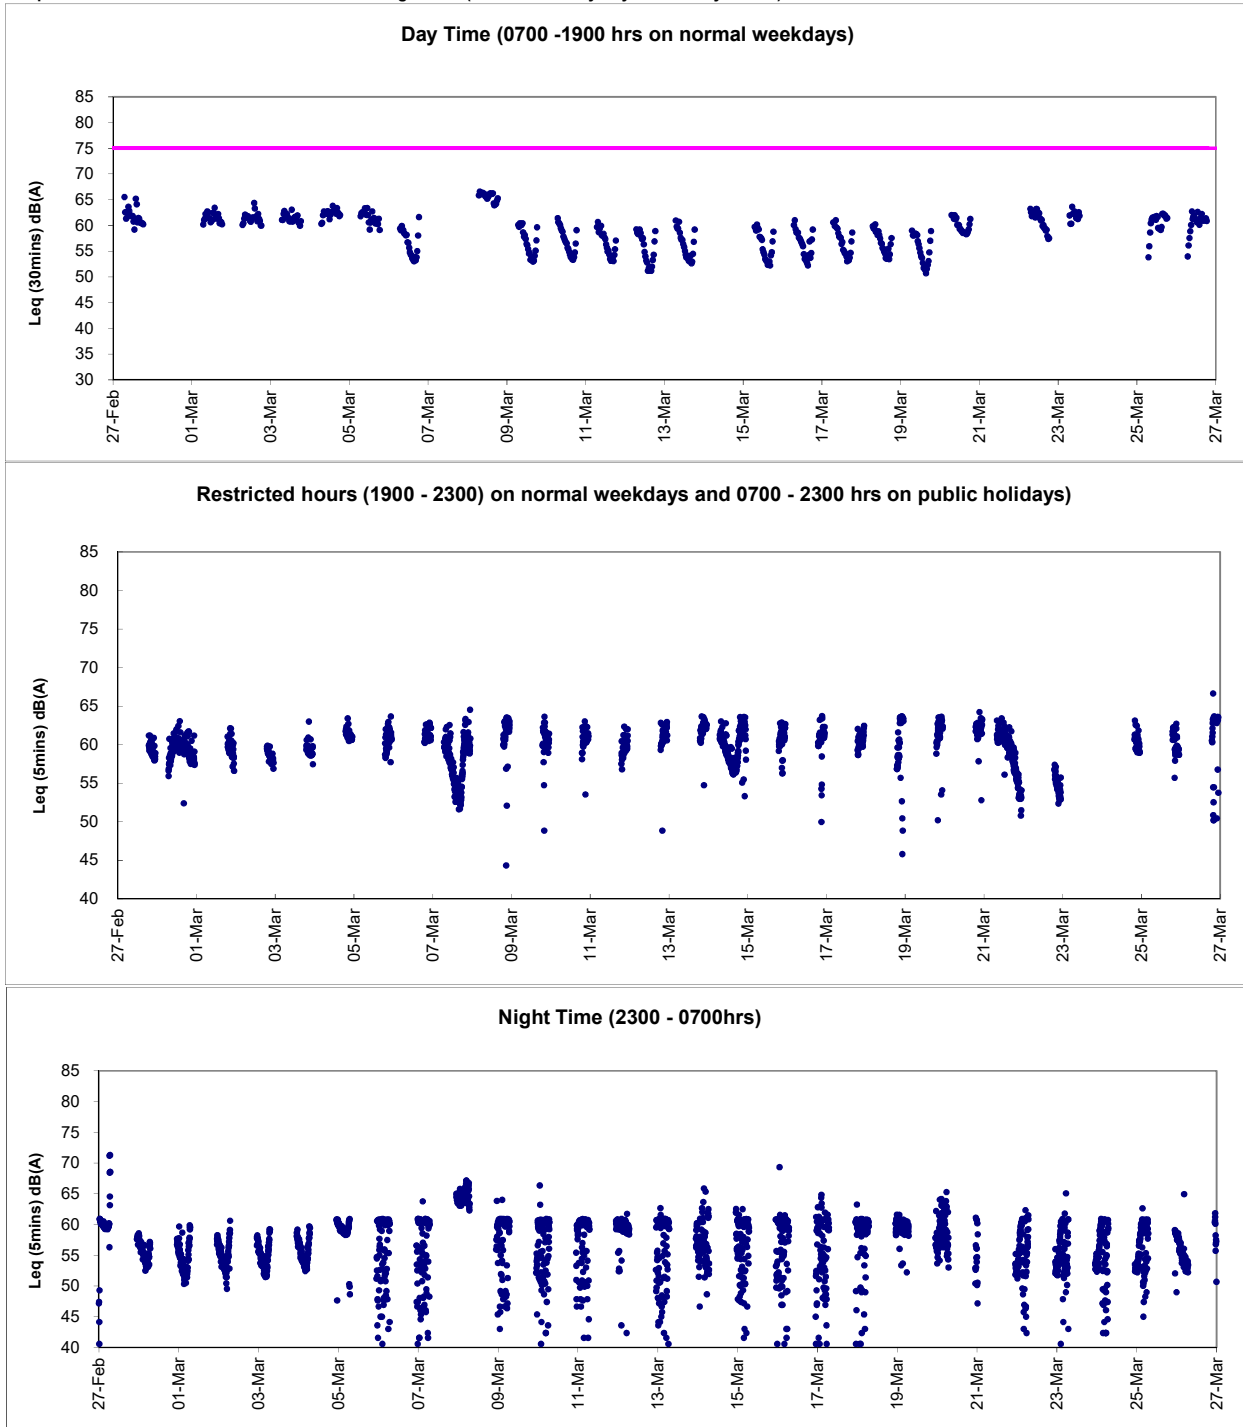 Day Time (0700 -1900 hrs on normal weekdays)
Leq (30mins) dB(A)
85
80
75
70
65
60
55
50
45
40
35
30
27-Feb
01-Mar
03-Mar
05-Mar
07-Mar
09-Mar
11-Mar
13-Mar
15-Mar
17-Mar
19-Mar
21-Mar
23-Mar
25-Mar
27-Mar
Restricted hours (1900 - 2300) on normal weekdays and 0700 - 2300 hrs on public holidays)
Leq (5mins) dB(A)
85
80
75
70
65
60
55
50
45
40
27-Feb
01-Mar
03-Mar
05-Mar
07-Mar
09-Mar
11-Mar
13-Mar
15-Mar
17-Mar
19-Mar
21-Mar
23-Mar
25-Mar
27-Mar
Night Time (2300 - 0700hrs)
Leq (5mins) dB(A)
85
80
75
70
65
60
55
50
45
40
27-Feb
01-Mar
03-Mar
05-Mar
07-Mar
09-Mar
11-Mar
13-Mar
15-Mar
17-Mar
19-Mar
21-Mar
23-Mar
25-Mar
27-Mar